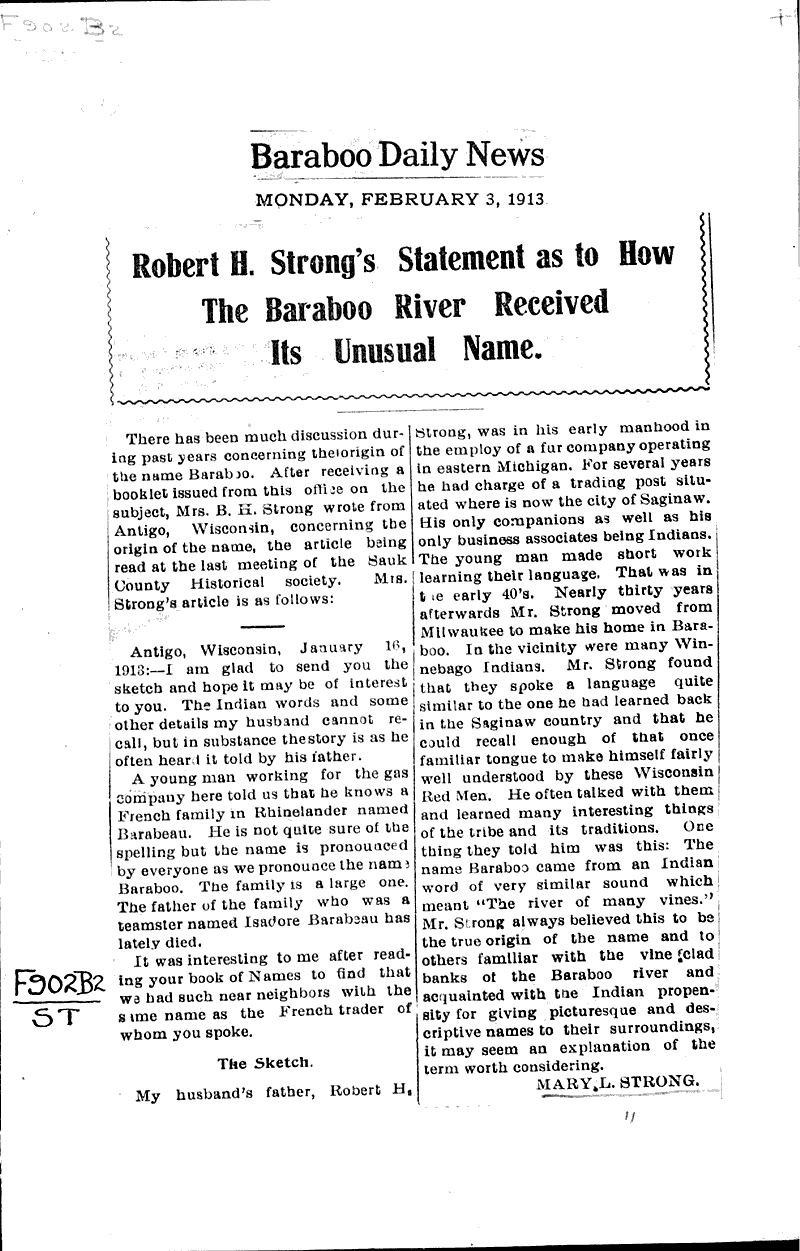 F902 B2
Baraboo Daily News
MONDAY, FEBRUARY 3, 1913
Robert H. Strong's Statement as to How
The Baraboo River Received
Its Unusual Name.
There has been much discussion dur-
ing past years concerning the origin of
the name Baraboo. After receiving a
booklet issued from this office on the
subject, Mrs. B. H. Strong wrote from
Antigo, Wisconsin, concerning the
origin of the name, the article being
read at the last meeting of the Sauk
County Historical society. Mrs.
Strong's article is as follows:
Antigo, Wisconsin, January 16,
1913:—I am glad to send you the
sketch and hope it may be of interest
to you. The Indian words and some
other details my husband cannot re-
call, but in substance thestory is as he
often heard it told by his father.
A young man working for the gas
company here told us that he knows a
French family in Rhinelander named
Barabeau. He is not quite sure of the
spelling but the name is pronounced
by everyone as we pronounce the name
Baraboo. The family is a large one.
The father of the family who was a
teamster named Isadore Barabeau has
lately died.
It was interesting to me after read-
ing your book of Names to find that
we had such near neighbors with the
same name as the French trader of
whom you spoke.
The Sketch.
My husband's father, Robert H.
Strong, was in his early manhood in
the employ of a fur company operating
in eastern Michigan. For several years
he had charge of a trading post situ-
ated where is now the city of Saginaw.
His only companions as well as his
only business associates being Indians.
The young man made short work
learning their language. That was in
the early 40's. Nearly thirty years
afterwards Mr. Strong moved from
Milwaukee to make his home in Bara-
boo. In the vicinity were many Win-
nebago Indians. Mr. Strong found
that they spoke a language quite
similar to the one he had learned back
in the Saginaw country and that he
could recall enough of that once
familiar tongue to make himself fairly
well understood by these Wisconsin
Red Men. He often talked with them
and learned many interesting things
of the tribe and its traditions. One
thing they told him was this: The
name Baraboo came from an Indian
word of very similar sound which
meant "The river of many vines."
Mr. Strong always believed this to be
the true origin of the name and to
others familiar with the vine clad
banks of the Baraboo river and
acquainted with the Indian propen-
sity for giving picturesque and des-
criptive names to their surroundings,
it may seem an explanation of the
term worth considering.
MARY L. STRONG.
F902B2
ST
11